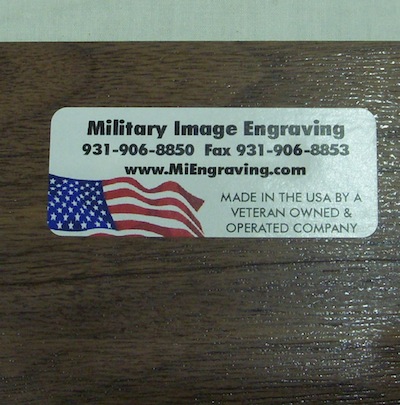 Military Image Engraving
931-906-8850 Fax 931-906-8853
www.MiEngraving.com
MADE IN THE USA BY A
VETERAN OWNED &
OPERATED COMPANY